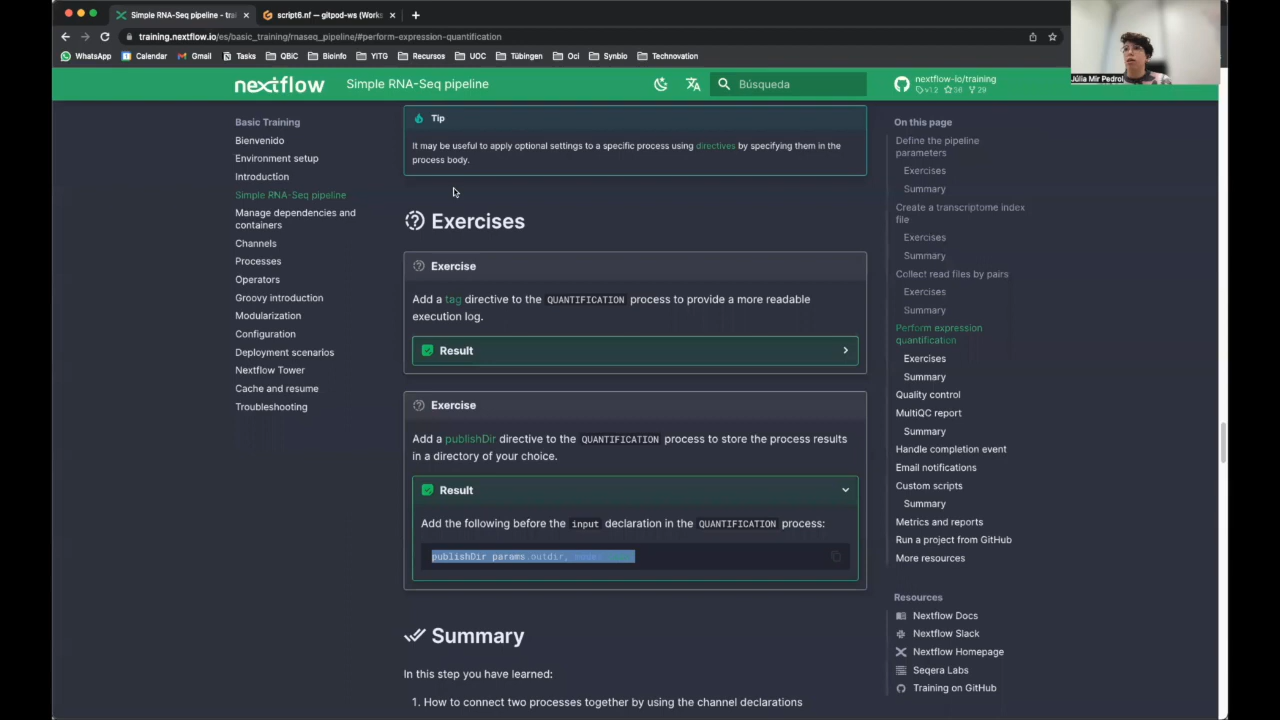 Simple RNA-Seq pipeline - trai
script6.nf — gitpod-ws (Works
training.nextflow.io/es/basic_training/rnaseq_pipeline/#perform-expression-quantification
WhatsApp
Calendar
Gmail
Tasks
QBIC
Bioinfo
YITG
Recursos
UOC
Tübingen
Oci
Synbio
Technovation
Júlia Mir Pedrol
nextflow
Simple RNA-Seq pipeline
Búsqueda
nextflow-io/training
v1.2
56
29
Basic Training
Bienvenido
Environment setup
Introduction
Simple RNA-Seq pipeline
Manage dependencies and
containers
Channels
Processes
Operators
Groovy introduction
Modularization
Configuration
Deployment scenarios
Nextflow Tower
Cache and resume
Troubleshooting
Tip
It may be useful to apply optional settings to a specific process using directives by specifying them in the
process body.
Exercises
Exercise
Add a tag directive to the QUANTIFICATION process to provide a more readable
execution log.
Result
Exercise
Add a publishDir directive to the QUANTIFICATION process to store the process results
in a directory of your choice.
Result
Add the following before the input declaration in the QUANTIFICATION process:
publishDir params.outdir,
Summary
In this step you have learned:
1. How to connect two processes together by using the channel declarations
On this page
Define the pipeline
parameters
Exercises
Summary
Create a transcriptome index
file
Exercises
Summary
Collect read files by pairs
Exercises
Summary
Perform expression
quantification
Exercises
Summary
Quality control
MultiQC report
Summary
Handle completion event
Email notifications
Custom scripts
Summary
Metrics and reports
Run a project from GitHub
More resources
Resources
Nextflow Docs
Nextflow Slack
Nextflow Homepage
Seqera Labs
Training on GitHub